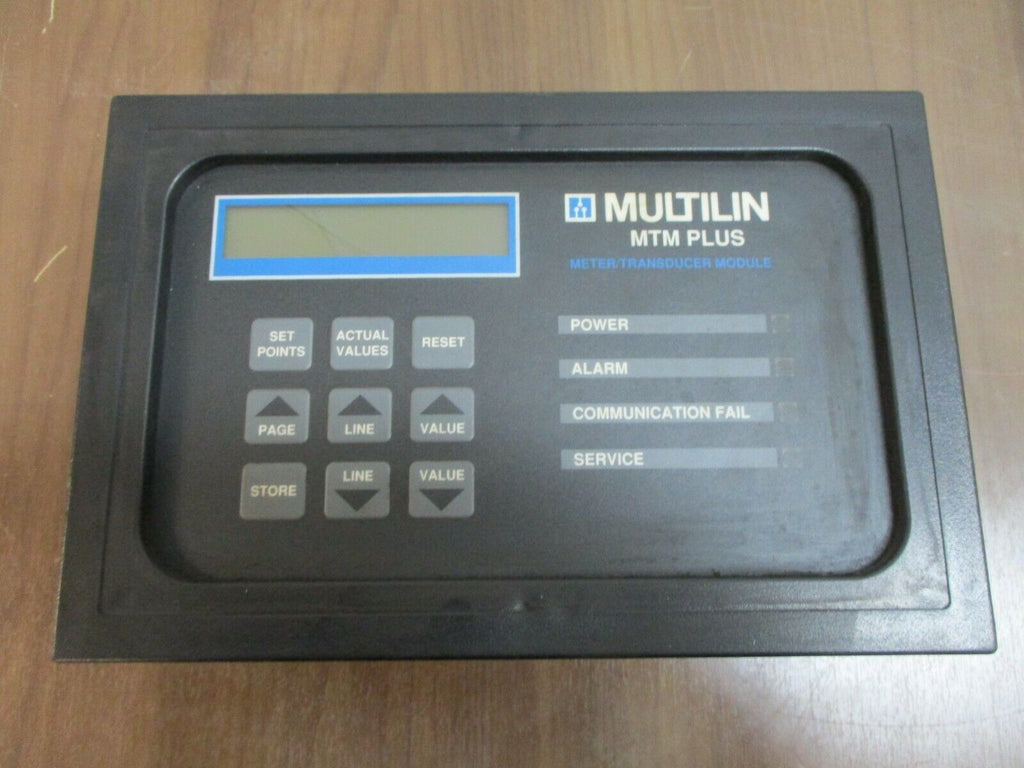 MULTILIN
MTM PLUS
METER/TRANSDUCER MODULE
SET
POINTS
ACTUAL
VALUES
RESET
PAGE
LINE
VALUE
STORE
LINE
VALUE
POWER
ALARM
COMMUNICATION FAIL
SERVICE